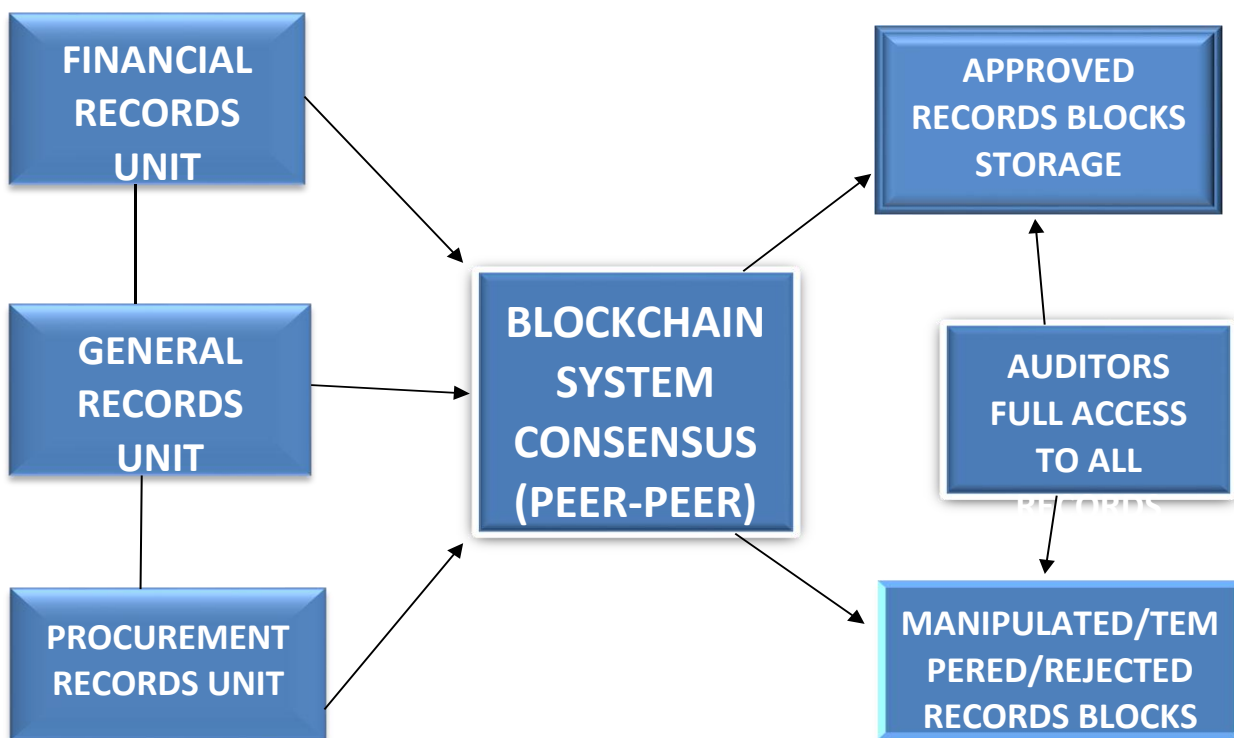 FINANCIAL
RECORDS
UNIT
GENERAL
RECORDS
UNIT
PROCUREMENT
RECORDS UNIT
BLOCKCHAIN
SYSTEM
CONSENSUS
(PEER-PEER)
APPROVED
RECORDS BLOCKS
STORAGE
AUDITORS
FULL ACCESS
TO ALL
RECORDS
MANIPULATED/TEM
PERED/REJECTED
RECORDS BLOCKS